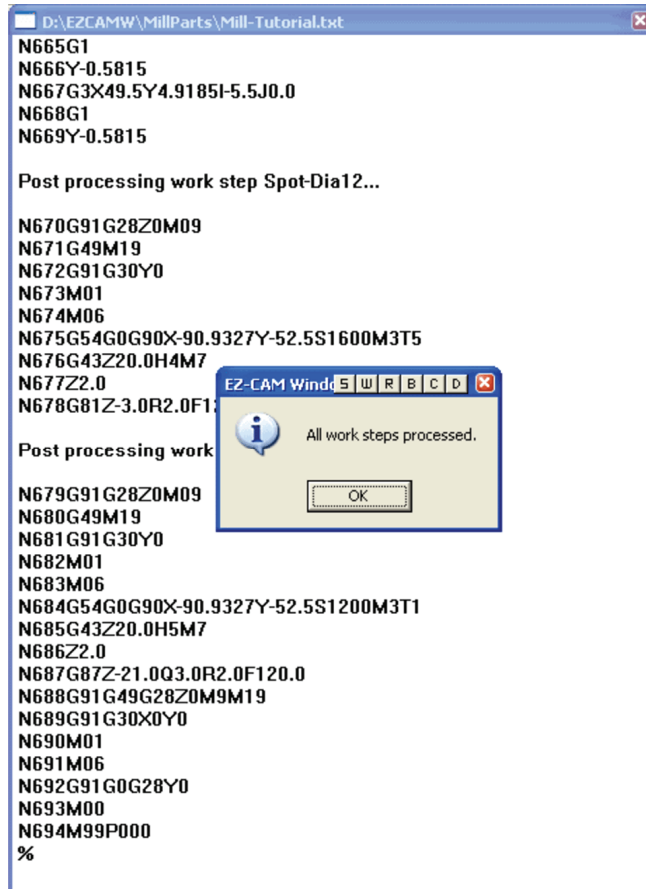 D:\EZCAMW\MillParts\Mill-Tutorial.txt
N665G1
N666Y-0.5815
N667G3X49.5Y4.9185I-5.5J0.0
N668G1
N669Y-0.5815
Post processing work step Spot-Dia12...
N670G91G28Z0M09
N671G49M19
N672G91G30Y0
N673M01
N674M06
N675G54G0G90X-90.9327Y-52.5S1600M3T5
N676G43Z20.0H4M7
N677Z2.0
N678G81Z-3.0R2.0F1
Post processing work
N679G91G28Z0M09
N680G49M19
N681G91G30Y0
N682M01
N683M06
N684G54G0G90X-90.9327Y-52.5S1200M3T1
N685G43Z20.0H5M7
N686Z2.0
N687G87Z-21.0Q3.0R2.0F120.0
N688G91G49G28Z0M9M19
N689G91G30X0Y0
N690M01
N691M06
N692G91G0G28Y0
N693M00
N694M99P000
%
EZ-CAM Windo S W R B C D
All work steps processed.
OK